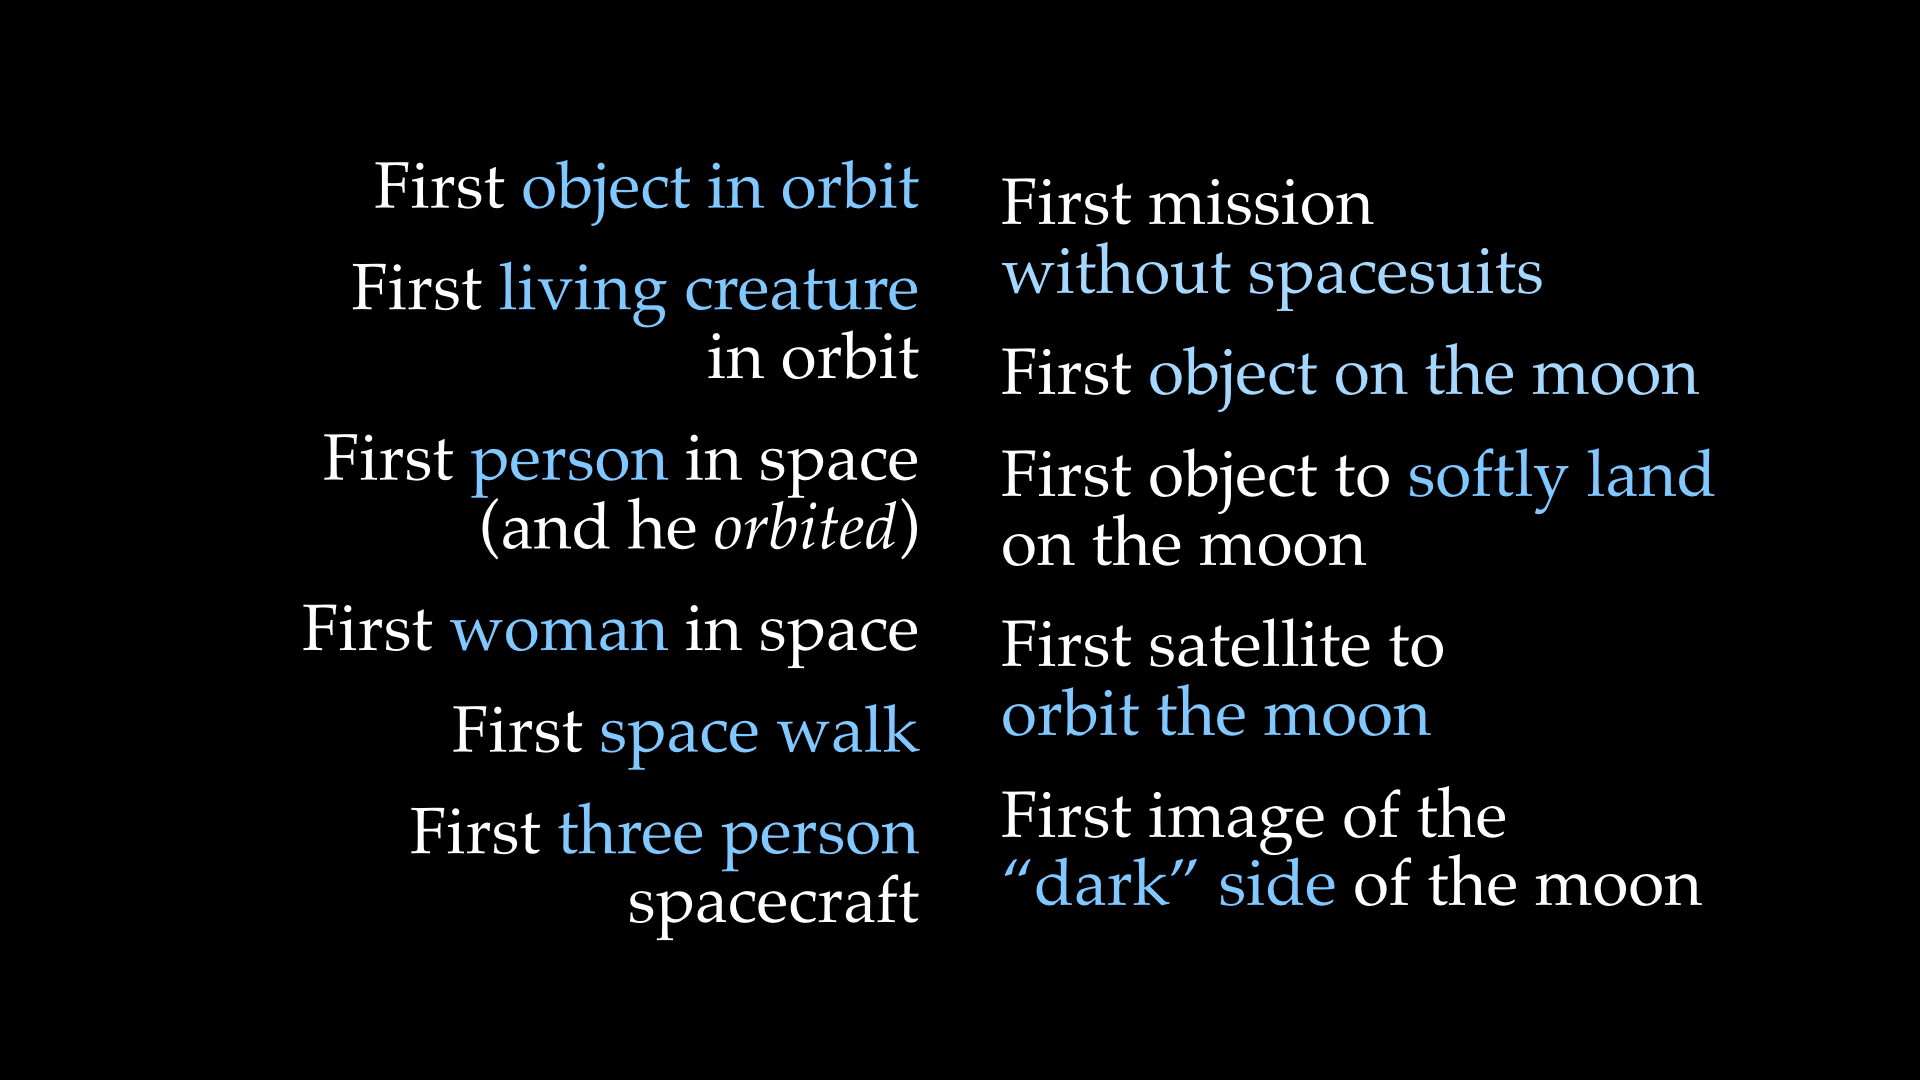 First object in orbit
First living creature
in orbit
First person in space
(and he orbited)
First woman in space
First space walk
First three person
spacecraft
First mission
without spacesuits
First object on the moon
First object to softly land
on the moon
First satellite to
orbit the moon
First image of the
“dark” side of the moon